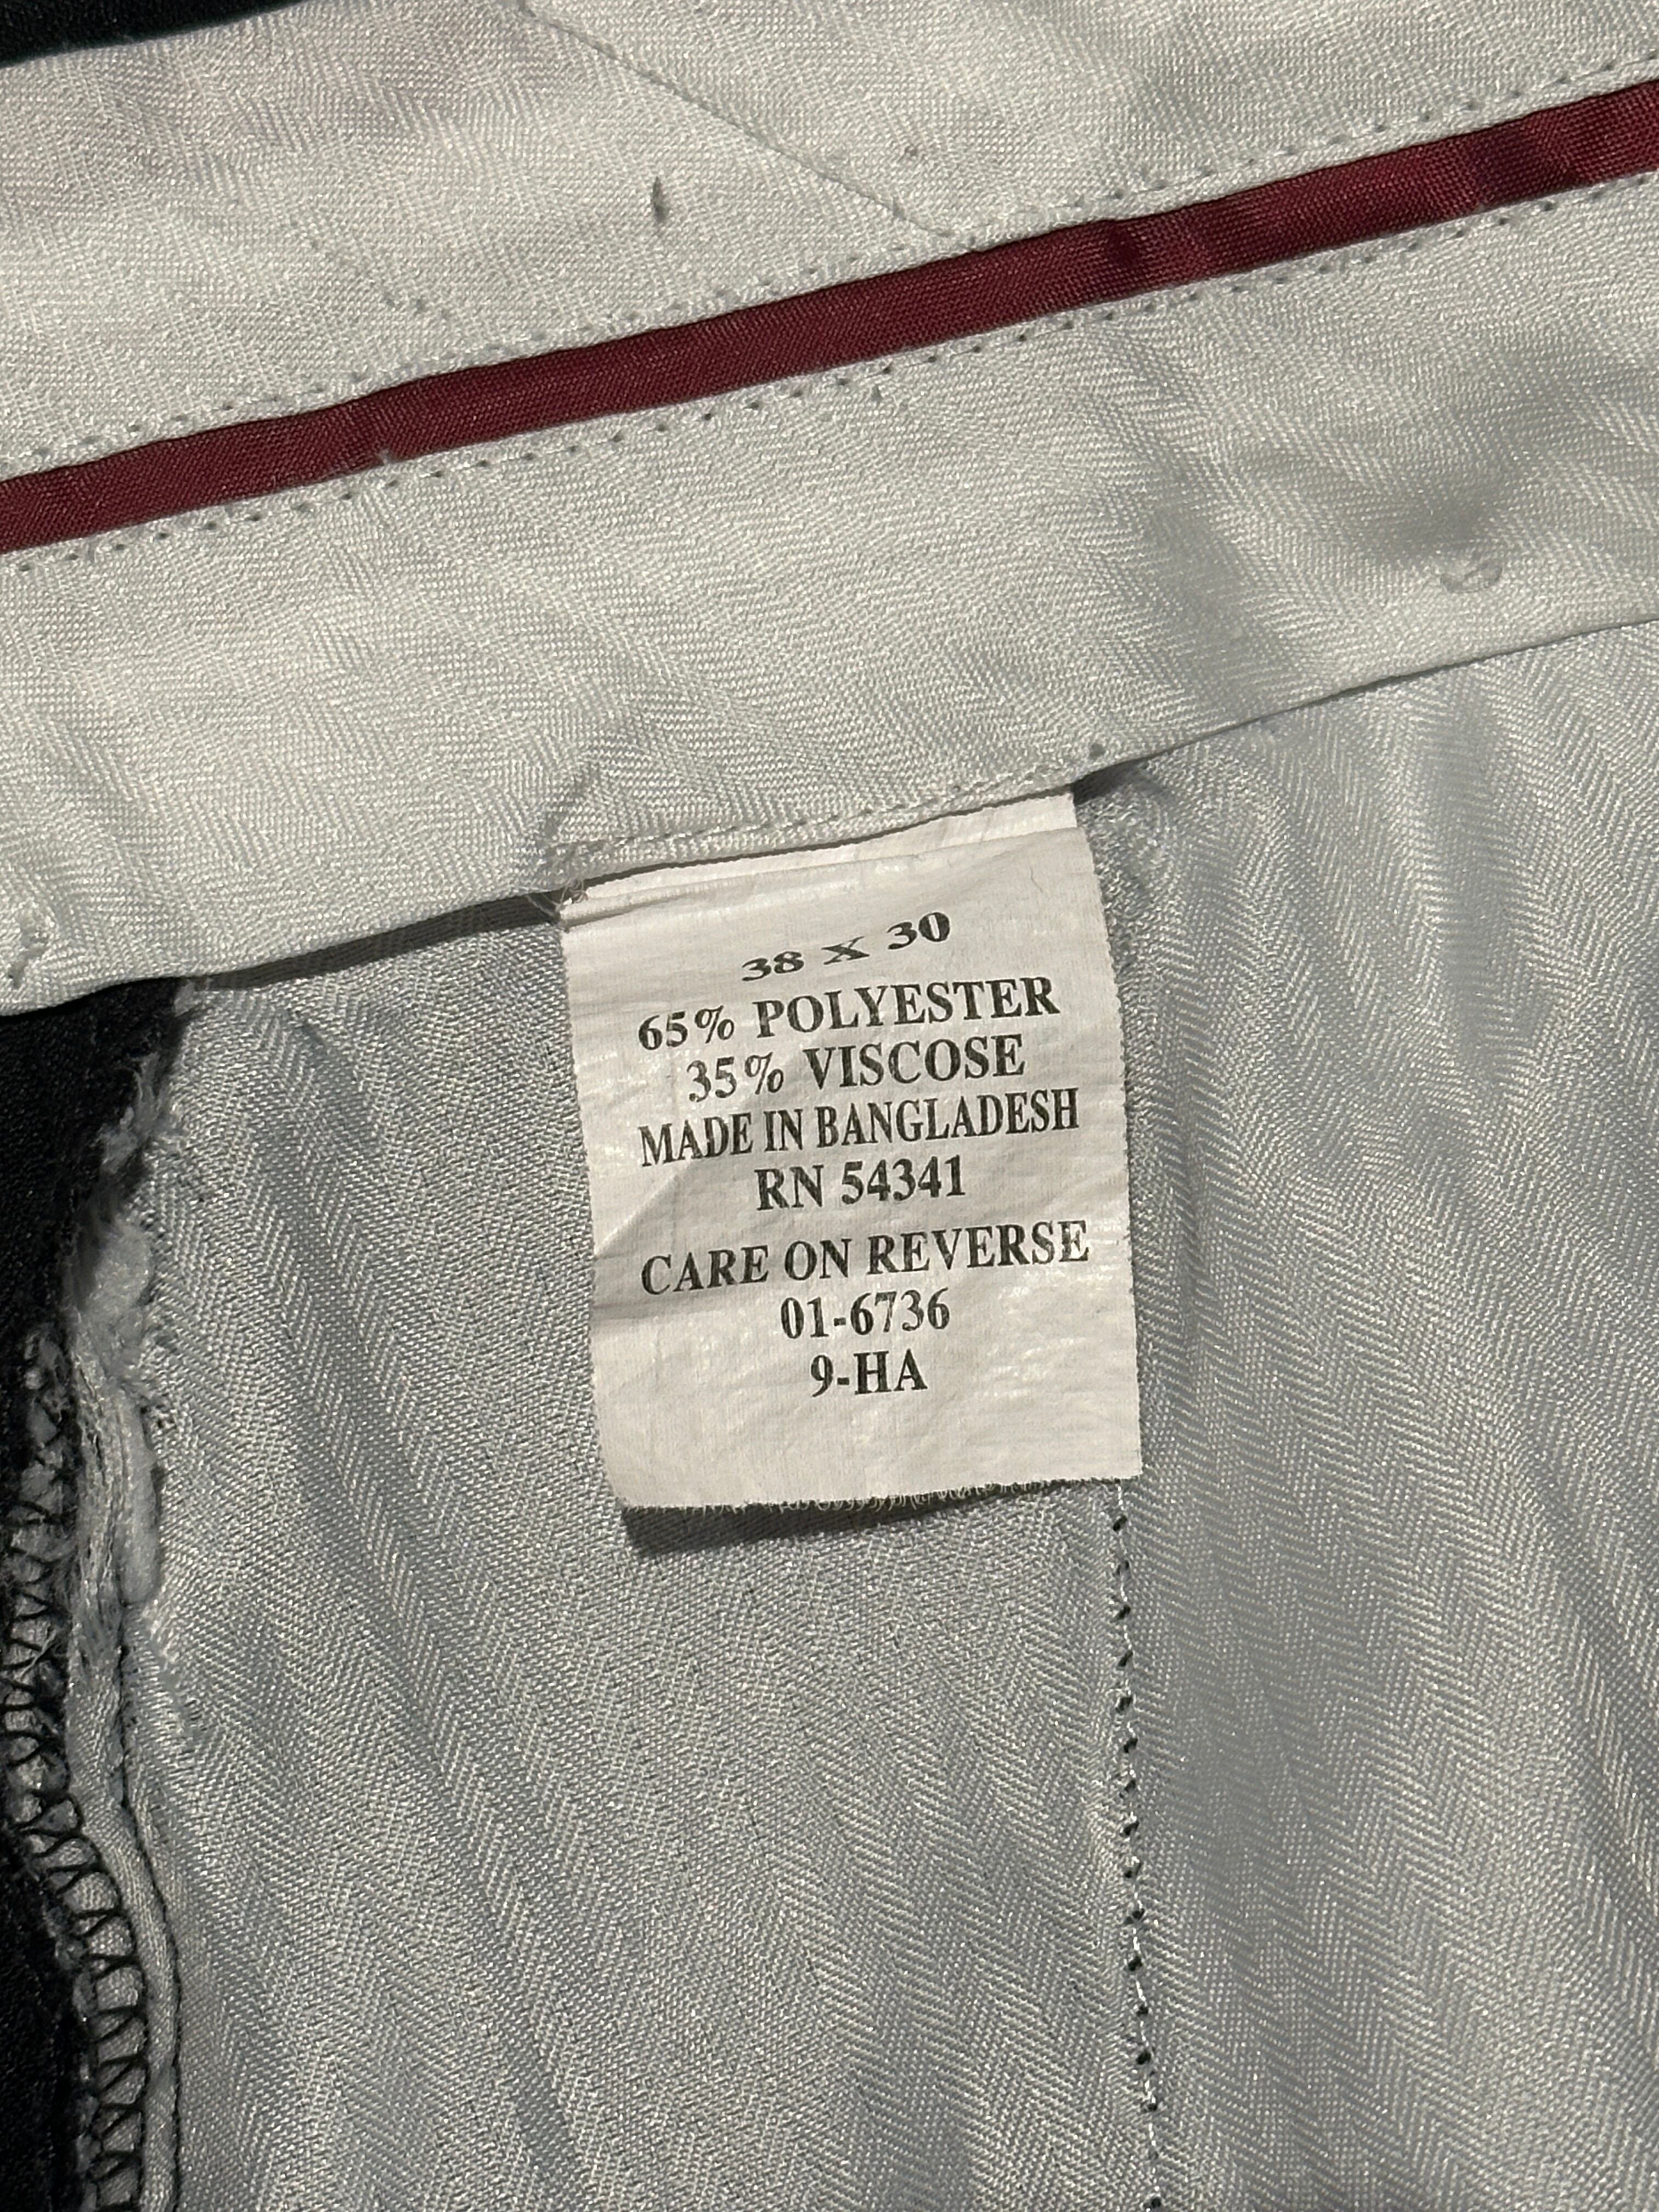 38 X 30
65% POLYESTER
35% VISCOSE
MADE IN BANGLADESH
RN 54341
CARE ON REVERSE
01-6736
9-HA